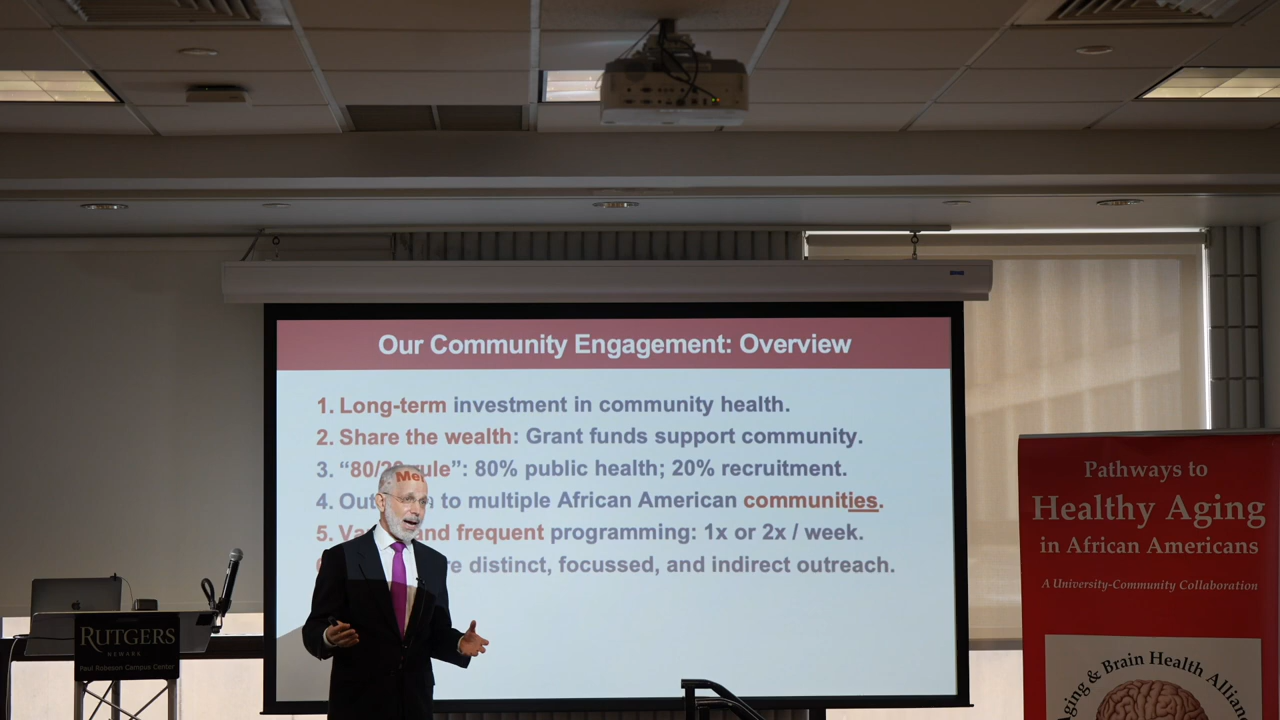 Our Community Engagement: Overview
1. Long-term investment in community health.
2. Share the wealth: Grant funds support community.
3. “80/20 rule”: 80% public health; 20% recruitment.
4. to multiple African American communities.
5. and frequent programming: 1x or 2x / week.
distinct, focussed, and indirect outreach.
RUTGERS
NEWARK
Paul Robeson Campus Center
Pathways to
Healthy Aging
in African Americans
A University-Community Collaboration
Aging & Brain Health